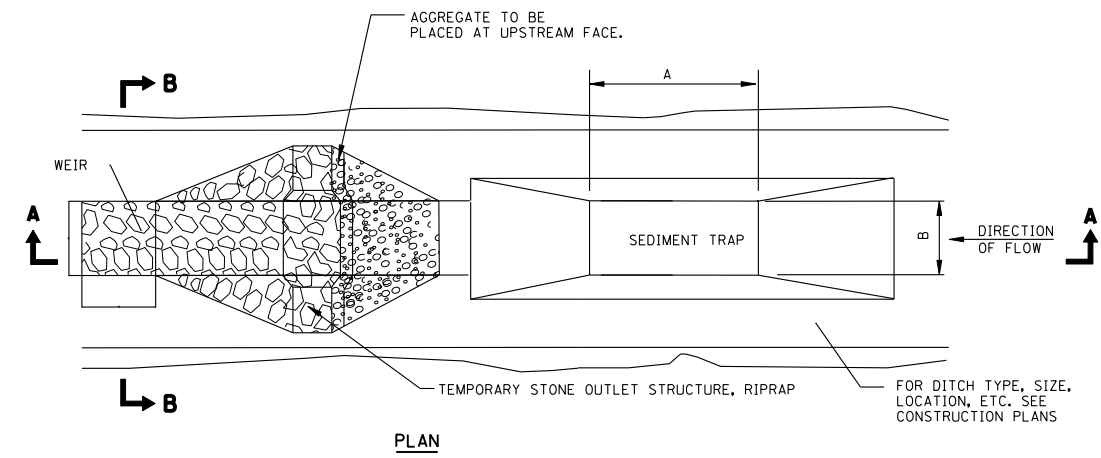 AGGREGATE TO BE
PLACED AT UPSTREAM FACE.
B
A
WEIR
A
A
SEDIMENT TRAP
B
DIRECTION
OF FLOW
TEMPORARY STONE OUTLET STRUCTURE, RIPRAP
FOR DITCH TYPE, SIZE,
LOCATION, ETC. SEE
CONSTRUCTION PLANS
B
PLAN